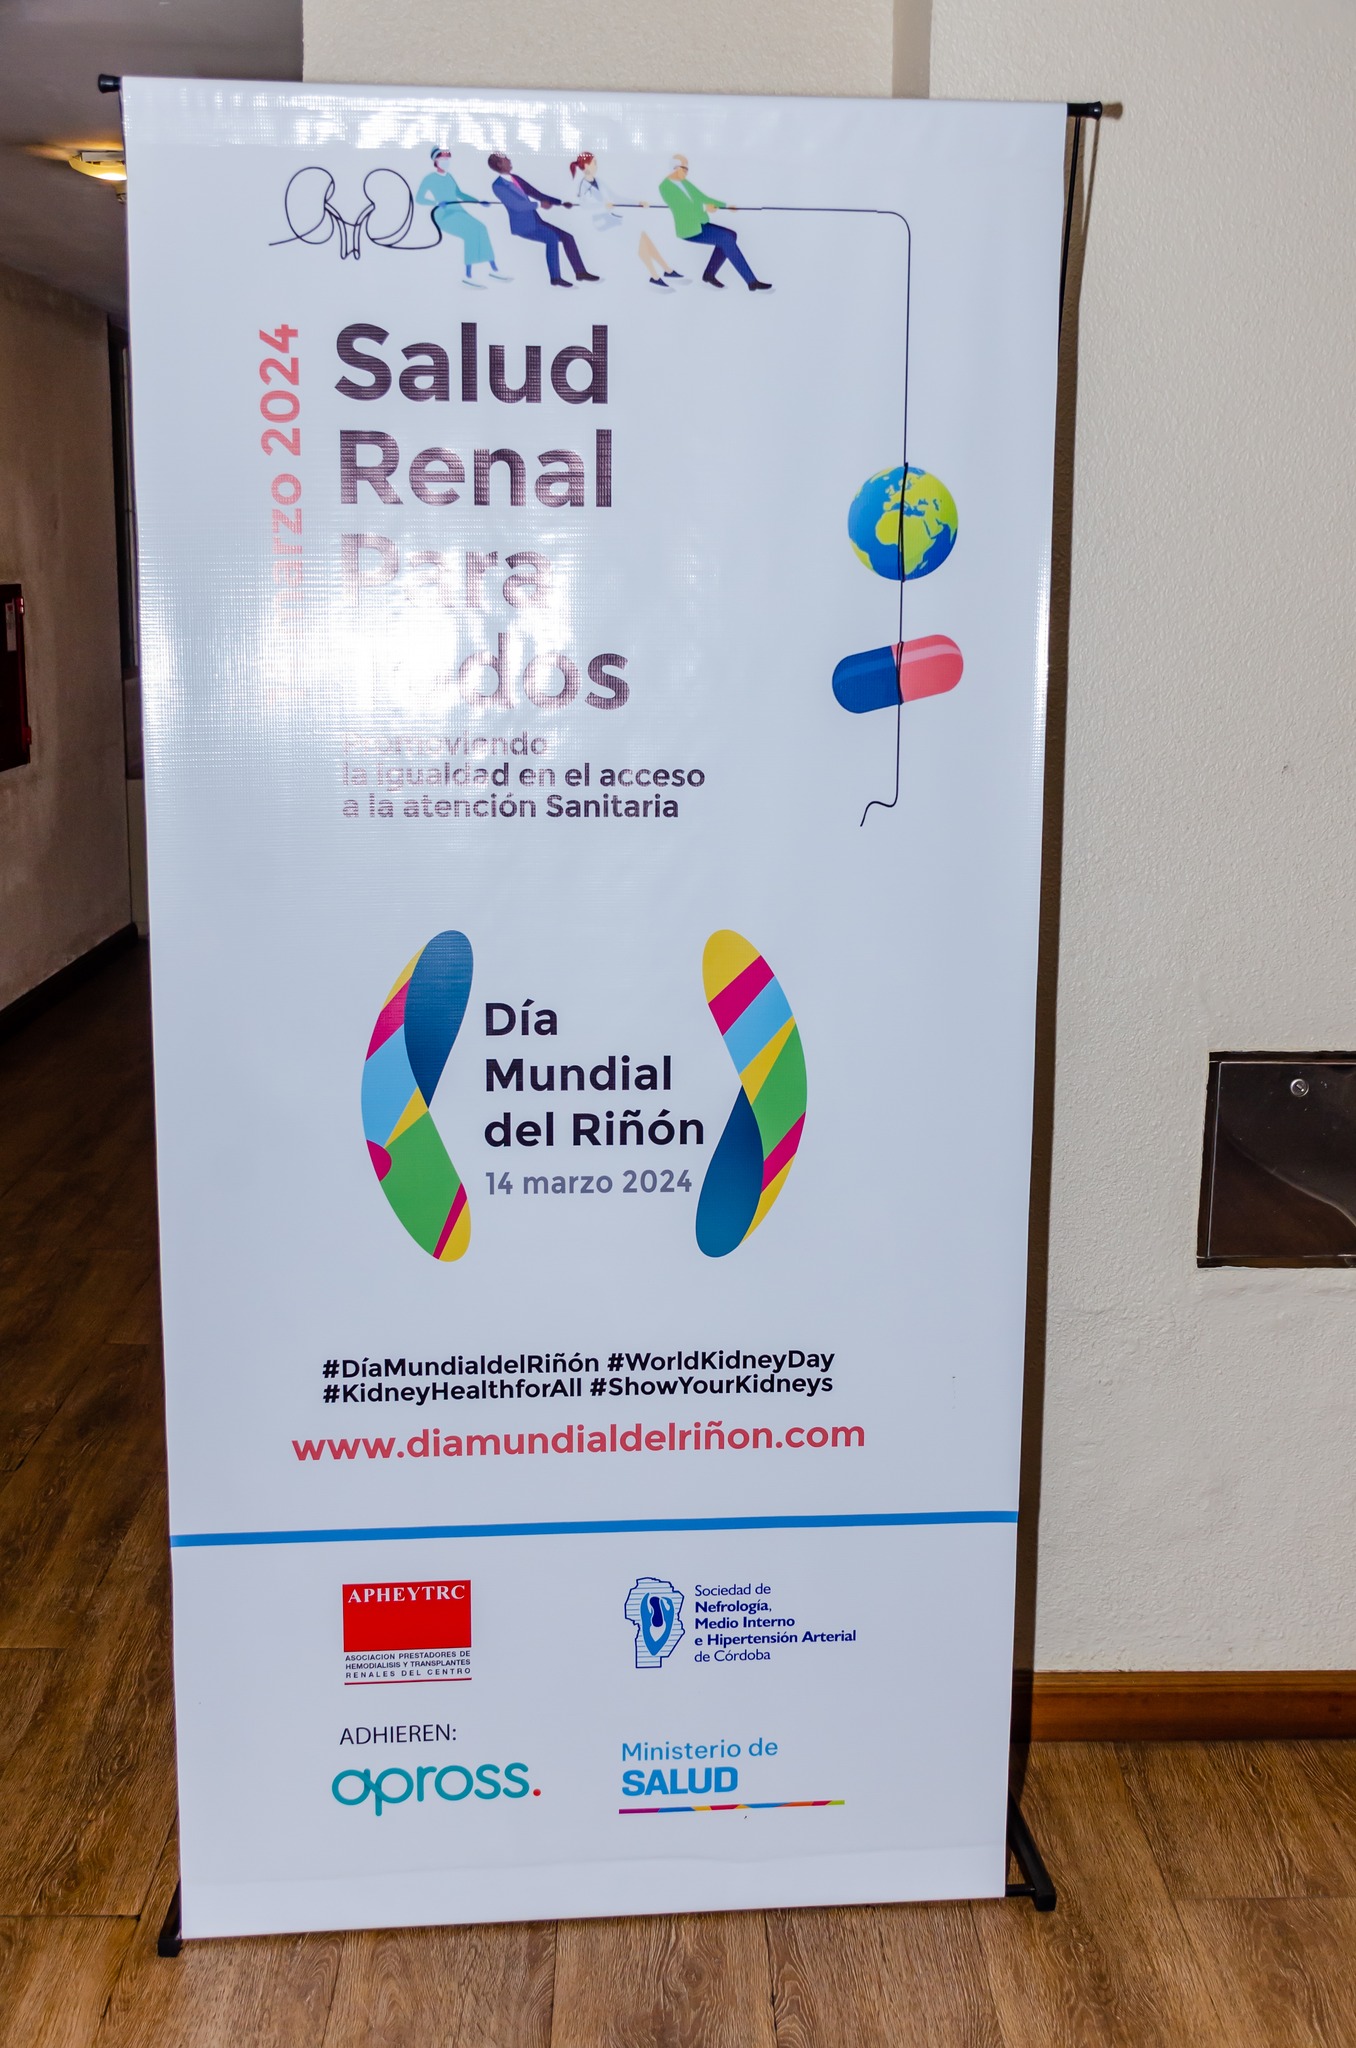 marzo 2024
Salud
Renal
Para
Todos
Promoviendo
la igualdad en el acceso
a la atención Sanitaria
Día
Mundial
del Riñón
14 marzo 2024
#DíaMundialdelRiñón #WorldKidneyDay
#KidneyHealthforAll #ShowYourKidneys
www.diamundialdelriñon.com
APHEYTRC
ASOCIACION PRESTADORES DE
HEMODIALISIS Y TRANSPLANTES
RENALES DEL CENTRO
Sociedad de
Nefrología,
Medio Interno
e Hipertensión Arterial
de Córdoba
ADHIEREN:
apross.
Ministerio de
SALUD